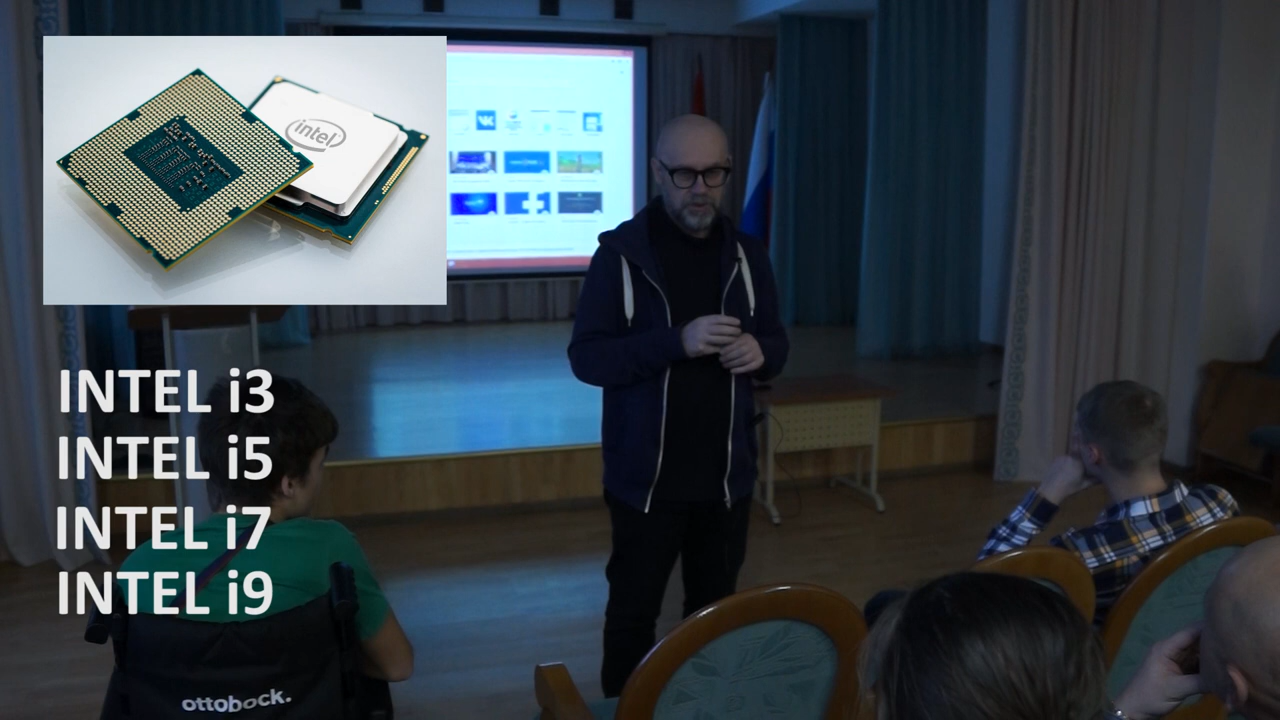 intel
INTEL i3
INTEL i5
INTEL i7
INTEL i9
ottobock.